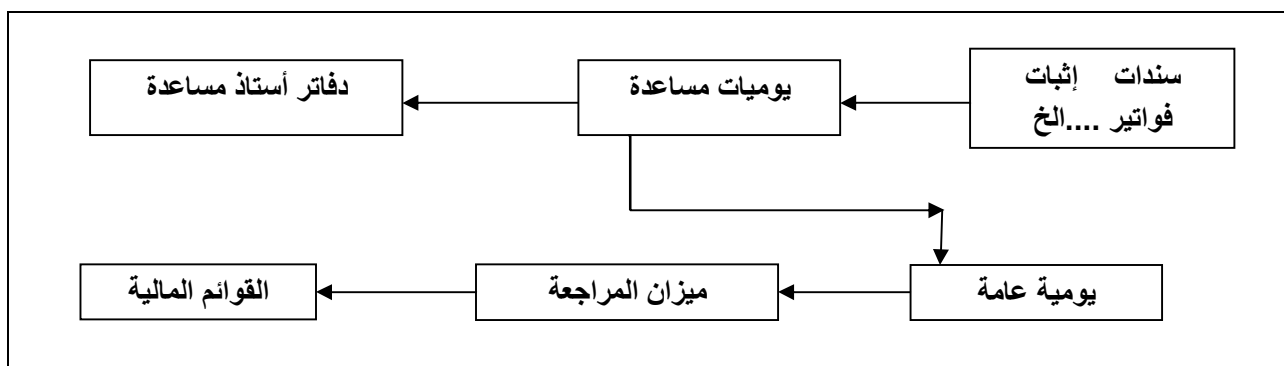 سندات إثبات
فواتير ....الخ
يوميات مساعدة
دفاتر أستاذ مساعدة
يومية عامة
ميزان المراجعة
القوائم المالية